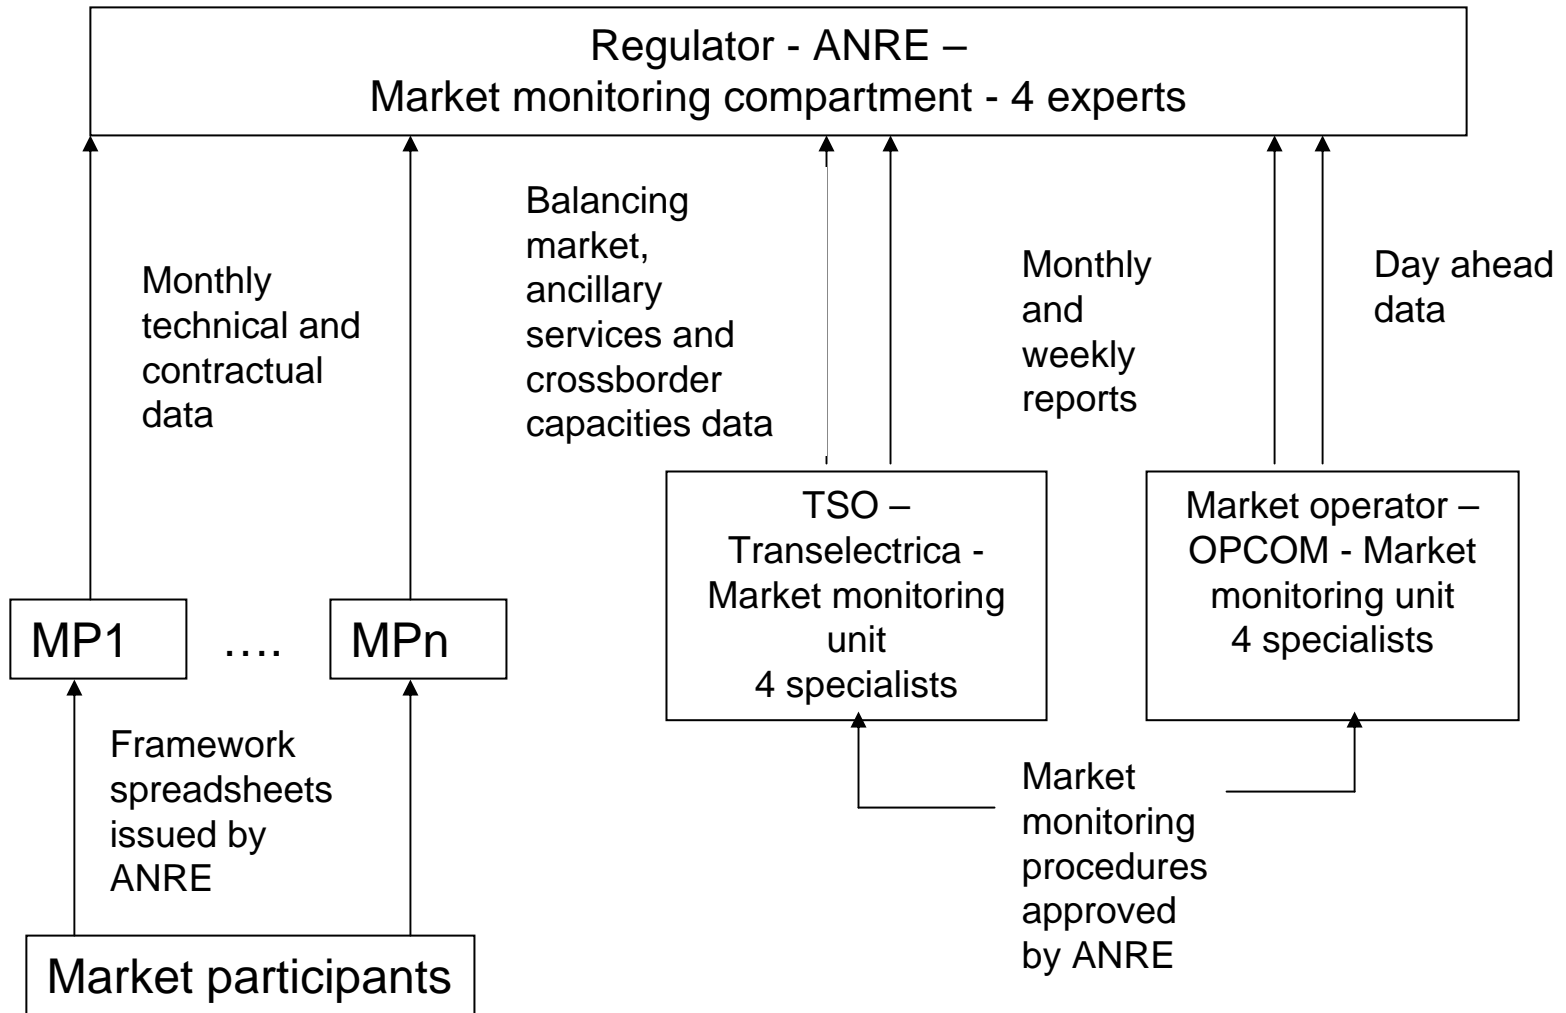 Regulator - ANRE –
Market monitoring compartment - 4 experts
Monthly
technical and
contractual
data
Balancing
market,
ancillary
services and
crossborder
capacities data
Monthly
and
weekly
reports
Day ahead
data
TSO –
Transelectrica -
Market monitoring
unit
4 specialists
Market operator –
OPCOM - Market
monitoring unit
4 specialists
MP1
....
MPn
Framework
spreadsheets
issued by
ANRE
Market
monitoring
procedures
approved
by ANRE
Market participants